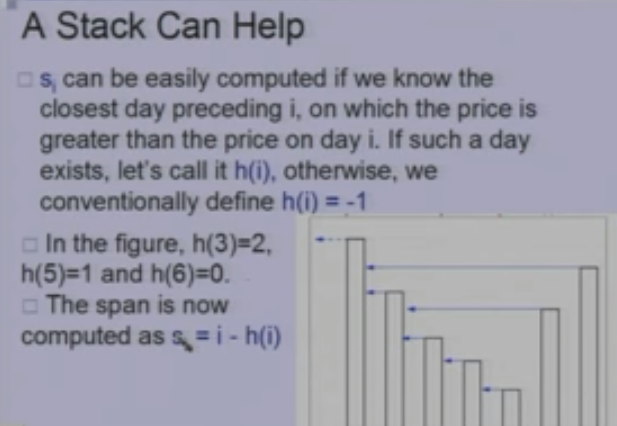 A Stack Can Help
□ si can be easily computed if we know the
closest day preceding i, on which the price is
greater than the price on day i. If such a day
exists, let's call it h(i), otherwise, we
conventionally define h(i) = -1
□ In the figure, h(3)=2,
h(5)=1 and h(6)=0.
□ The span is now
computed as si = i - h(i)